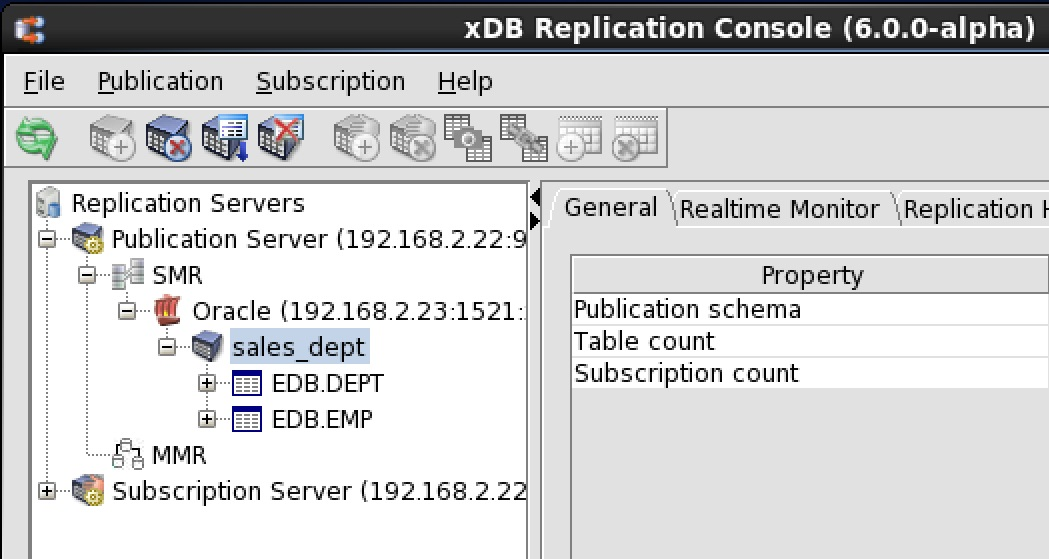 xDB Replication Console (6.0.0-alpha)
File Publication Subscription Help
Replication Servers
Publication Server (192.168.2.22:9
SMR
Oracle (192.168.2.23:1521:
sales_dept
EDB.DEPT
EDB.EMP
MMR
Subscription Server (192.168.2.22
General Realtime Monitor Replication H
Property
Publication schema
Table count
Subscription count